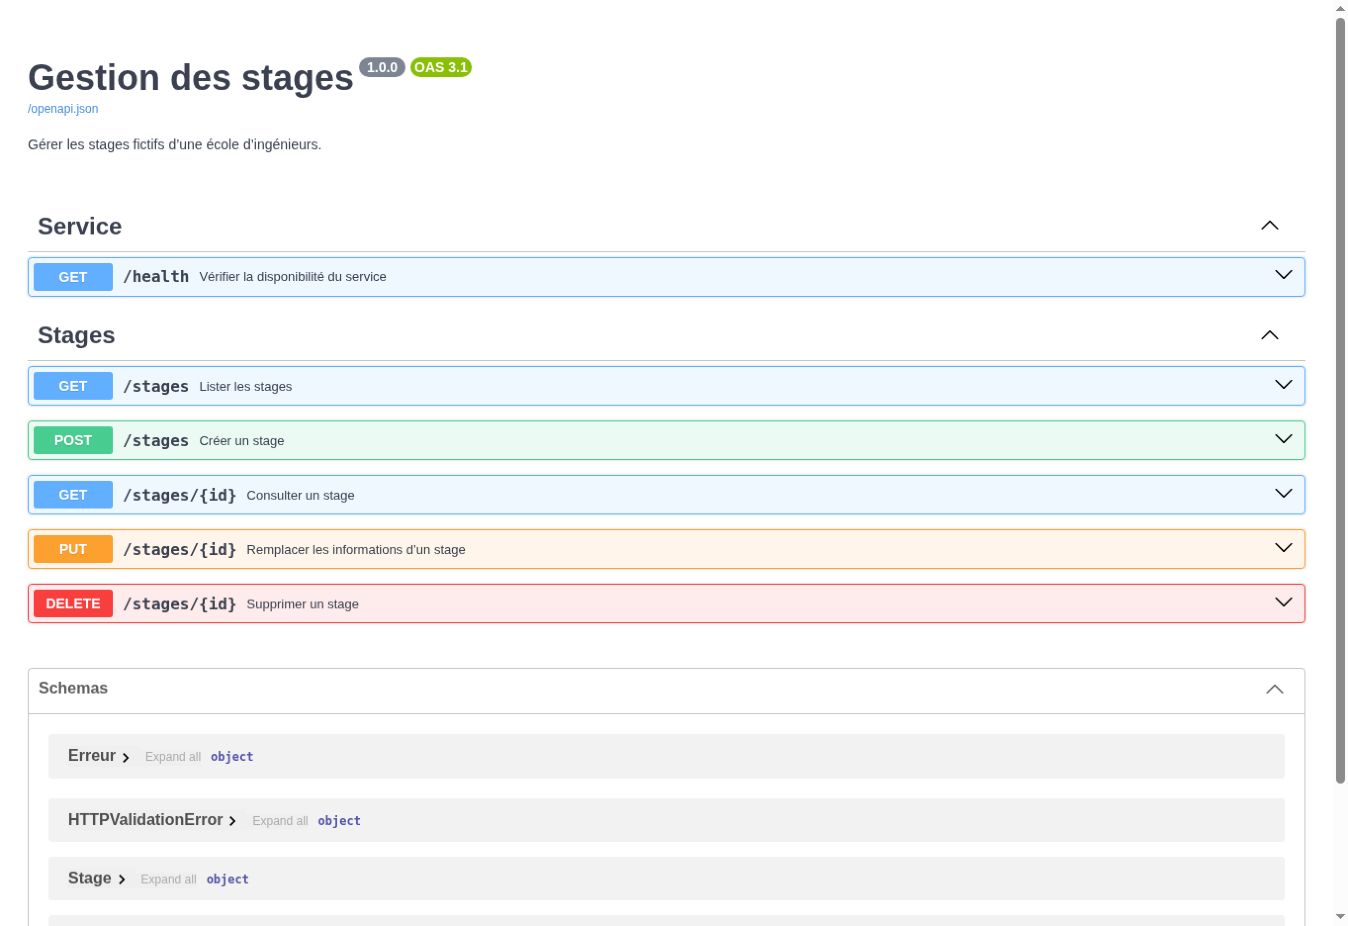 Gestion des stages 1.0.0 OAS 3.1
/openapi.json
Gérer les stages fictifs d’une école d’ingénieurs.
Service
GET /health Vérifier la disponibilité du service
Stages
GET /stages Lister les stages
POST /stages Créer un stage
GET /stages/{id} Consulter un stage
PUT /stages/{id} Remplacer les informations d’un stage
DELETE /stages/{id} Supprimer un stage
Schemas
Erreur Expand all object
HTTPValidationError Expand all object
Stage Expand all object